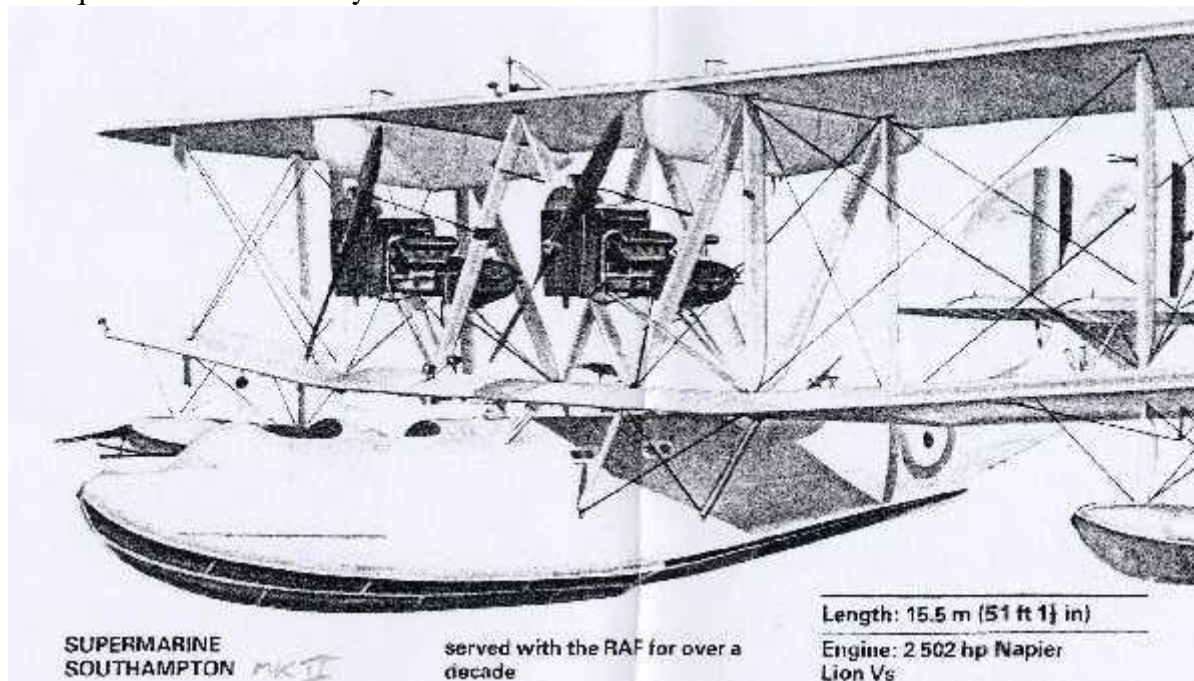 SUPERMARINE
SOUTHAMPTON MK II
served with the RAF for over a
decade
Length: 15.5 m (51 ft 1½ in)
Engine: 2 502 hp Napier
Lion Vs